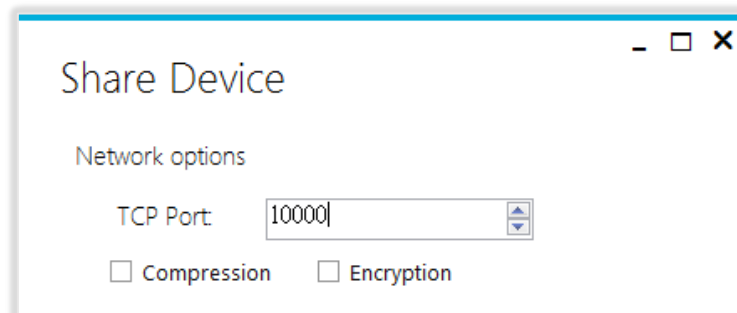 Share Device
Network options
TCP Port: 10000
Compression Encryption